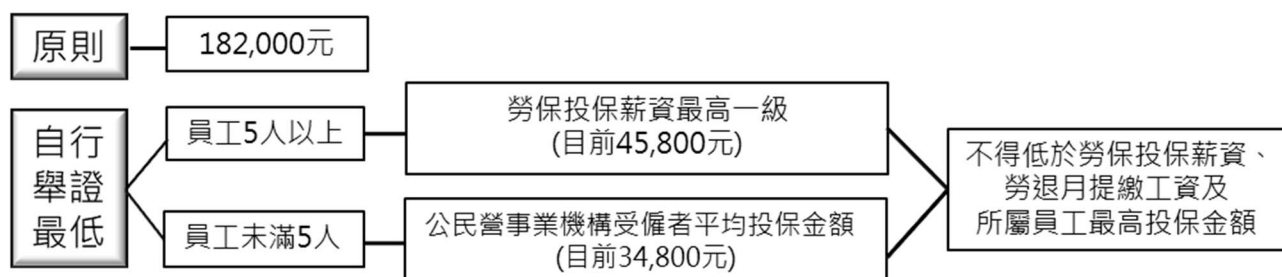 原則
182,000元
自行
舉證
最低
員工5人以上
勞保投保薪資最高一級
(目前45,800元)
員工未滿5人
公民營事業機構受僱者平均投保金額
(目前34,800元)
不得低於勞保投保薪資、
勞退月提繳工資及
所屬員工最高投保金額